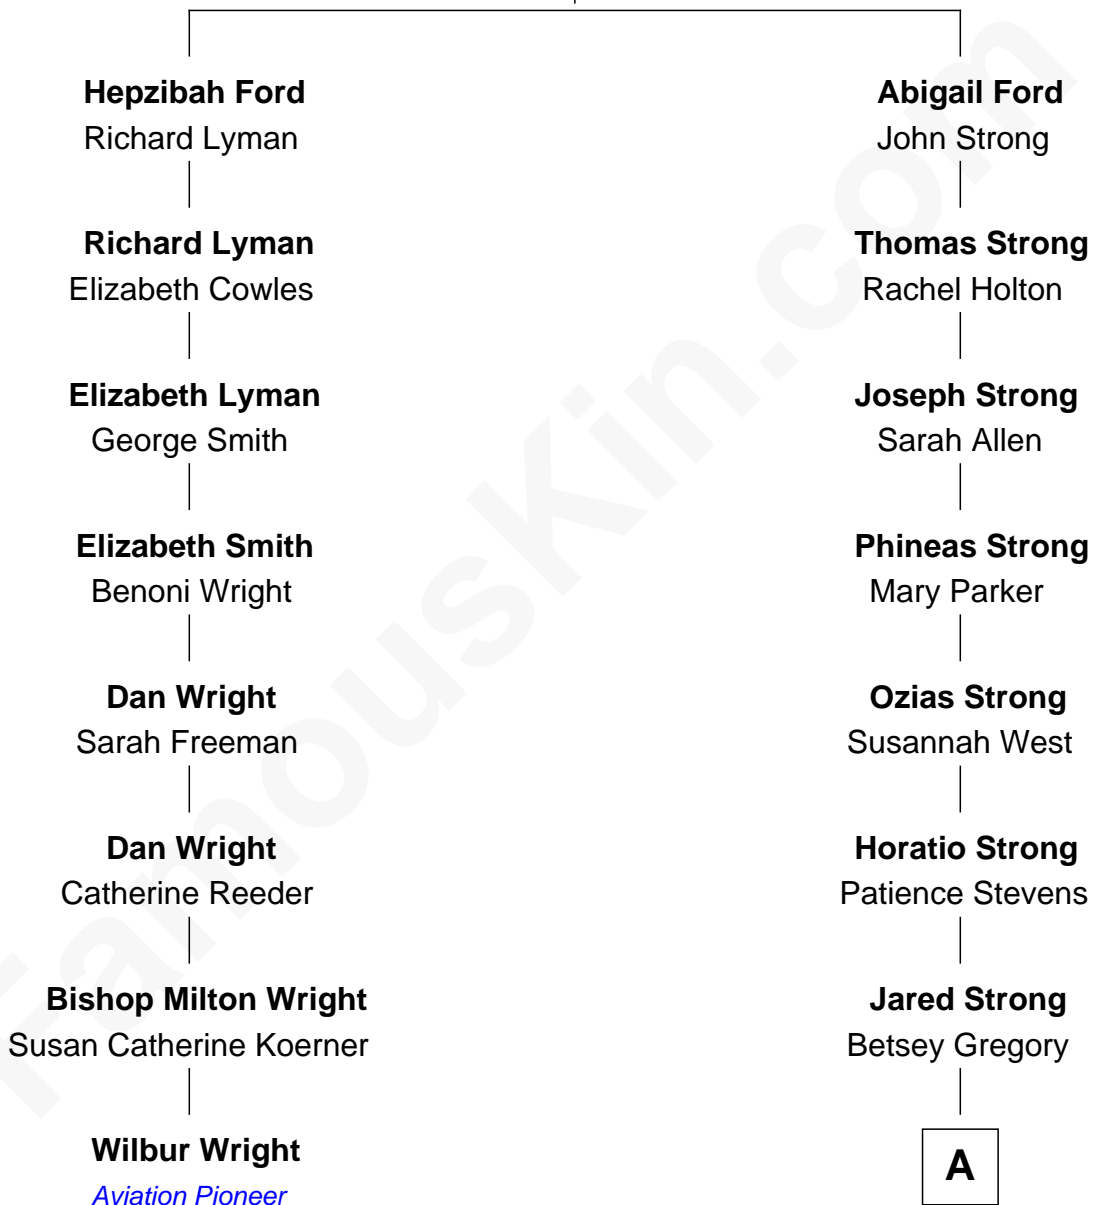 Hepzibah Ford
Richard Lyman
Richard Lyman
Elizabeth Cowles
Elizabeth Lyman
George Smith
Elizabeth Smith
Benoni Wright
Dan Wright
Sarah Freeman
Dan Wright
Catherine Reeder
Bishop Milton Wright
Susan Catherine Koerner
Wilbur Wright
Aviation Pioneer
Abigail Ford
John Strong
Thomas Strong
Rachel Holton
Joseph Strong
Sarah Allen
Phineas Strong
Mary Parker
Ozias Strong
Susannah West
Horatio Strong
Patience Stevens
Jared Strong
Betsey Gregory
A
FamousKin.com